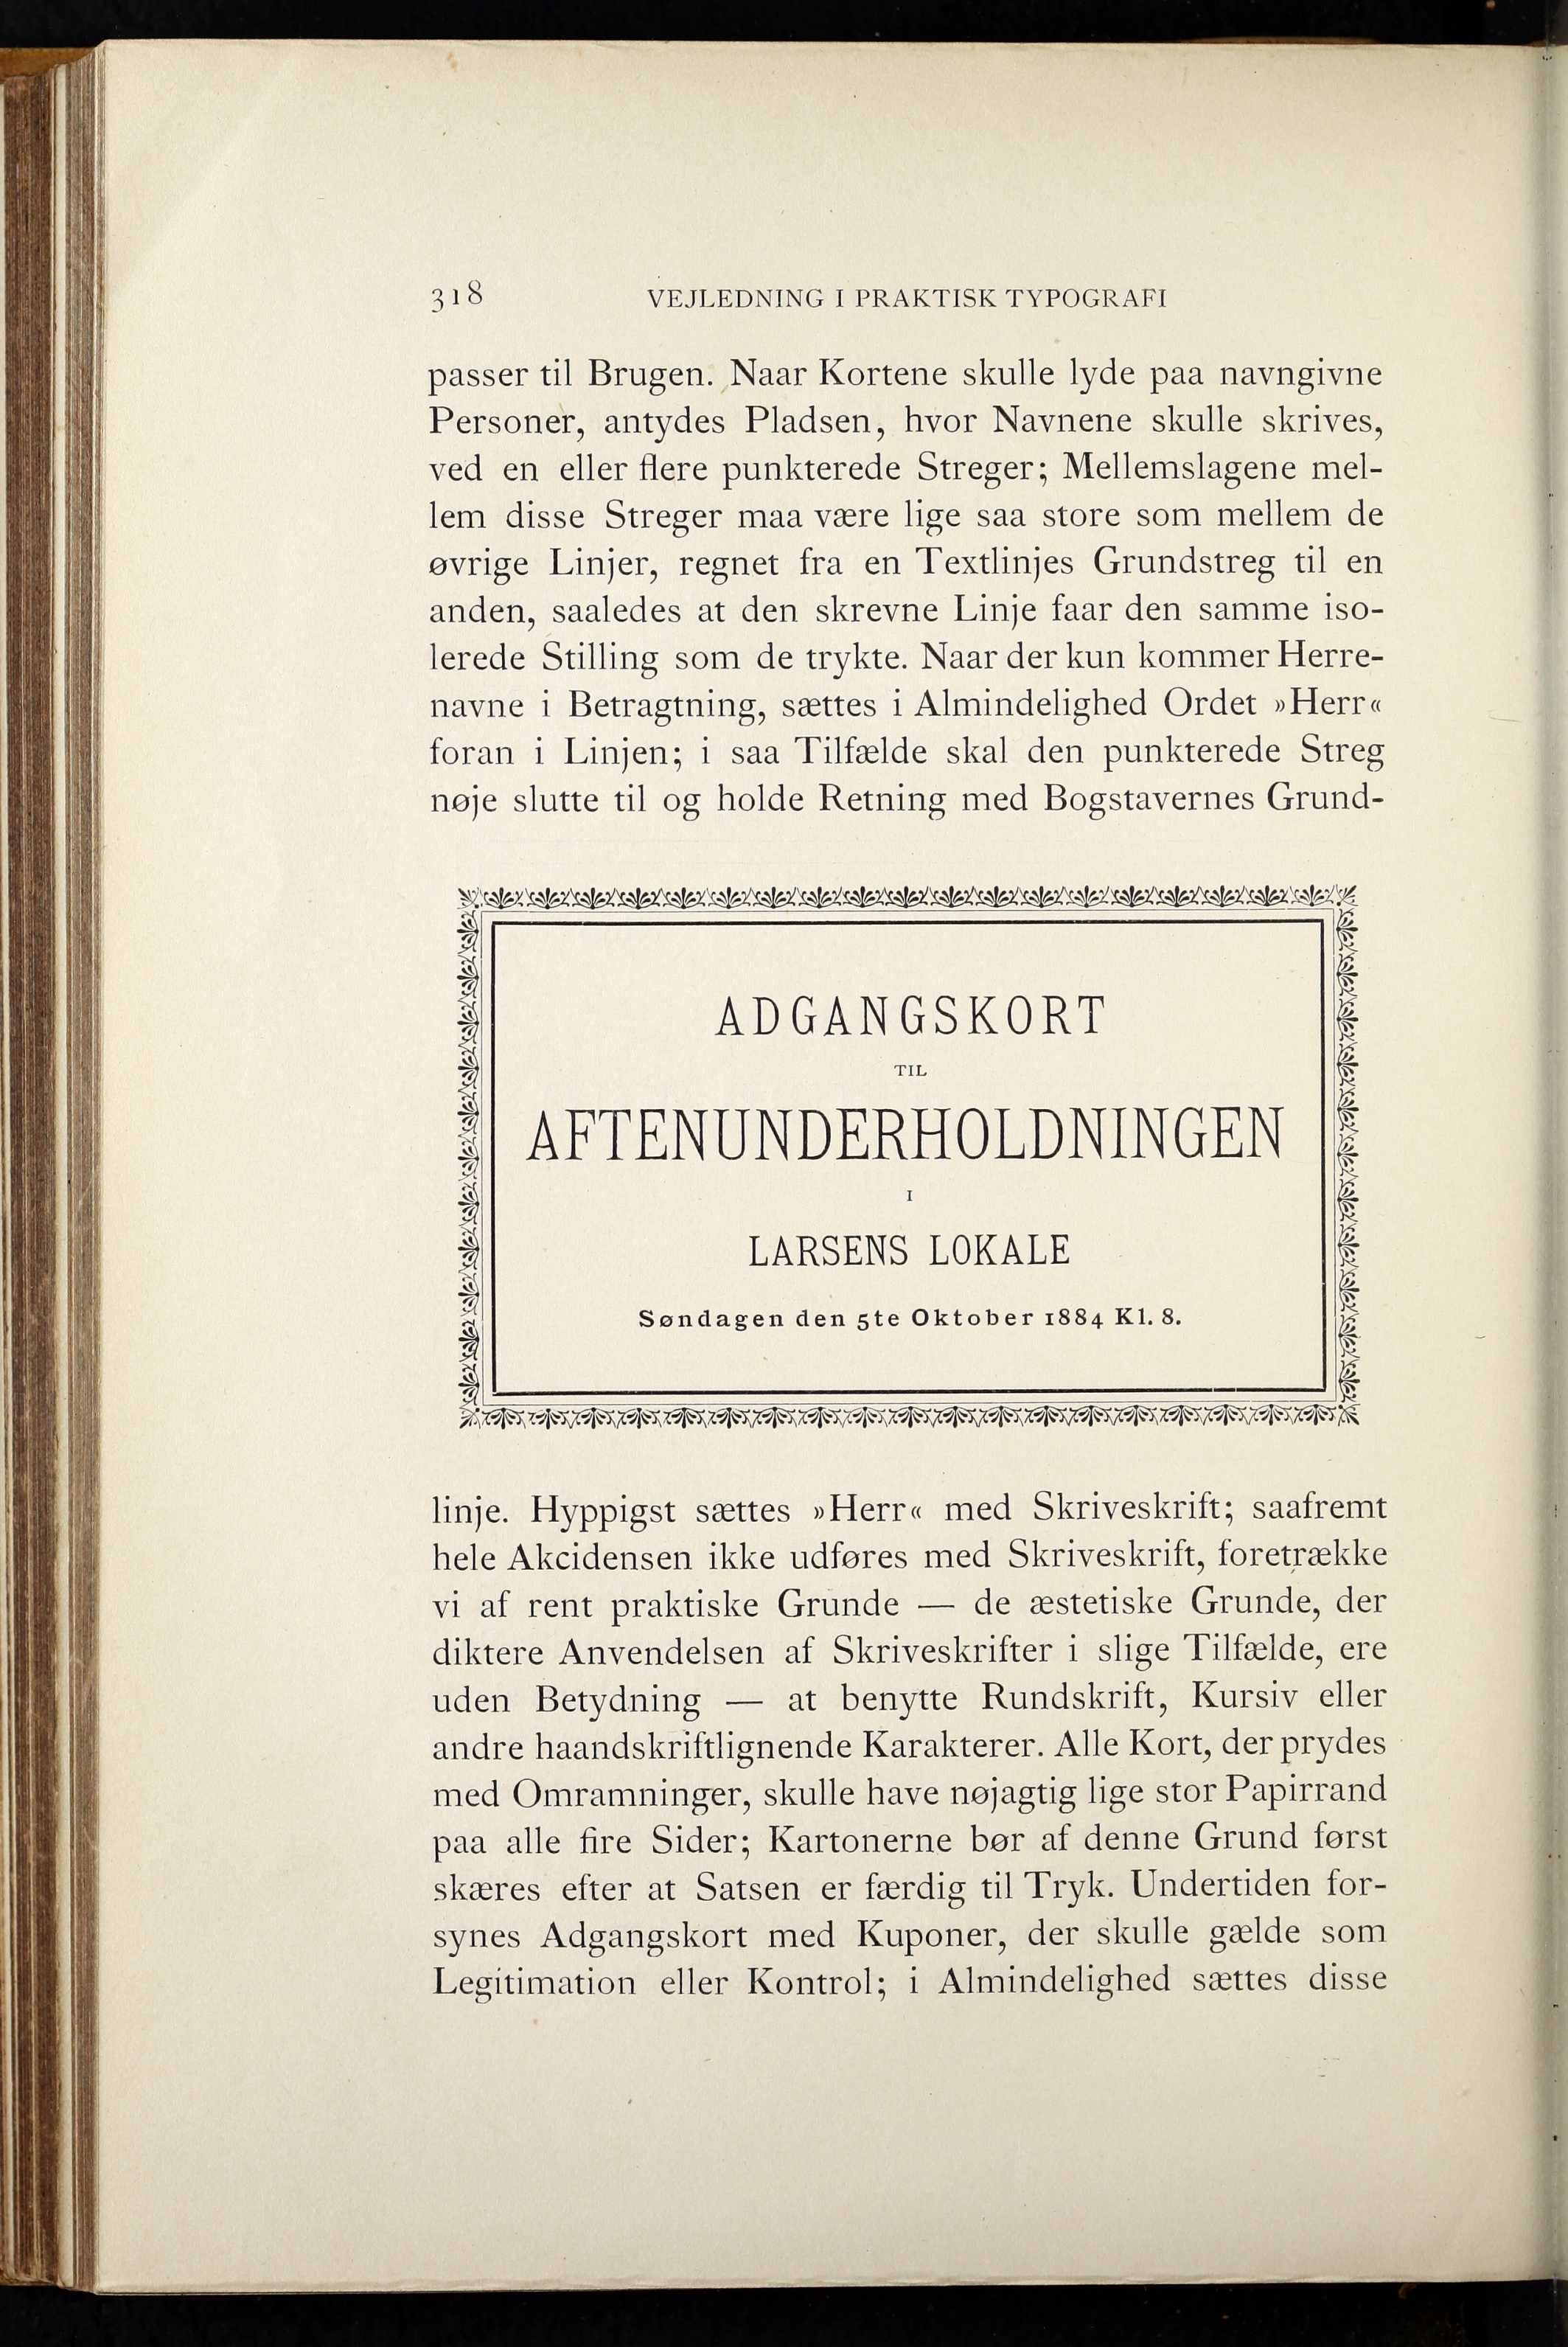 318 VEJLEDNING I PRAKTISK TYPOGRAFI
passer til Brugen. Naar Kortene skulle lyde paa navngivne
Personer, antydes Pladsen, hvor Navnene skulle skrives,
ved en eller flere punkterede Streger; Mellemslagene mel-
lem disse Streger maa være lige saa store som mellem de
øvrige Linjer, regnet fra en Textlinjes Grundstreg til en
anden, saaledes at den skrevne Linje faar den samme iso-
lerede Stilling som de trykte. Naar der kun kommer Herre-
navne i Betragtning, sættes i Almindelighed Ordet »Herr«
foran i Linjen; i saa Tilfælde skal den punkterede Streg
nøje slutte til og holde Retning med Bogstavernes Grund-
ADGANGSKORT
TIL
AFTENUNDERHOLDNINGEN
I
LARSENS LOKALE
Søndagen den 5te Oktober 1884 Kl. 8.
linje. Hyppigst sættes »Herr« med Skriveskrift; saafremt
hele Akcidensen ikke udføres med Skriveskrift, foretrække
vi af rent praktiske Grunde — de æstetiske Grunde, der
diktere Anvendelsen af Skriveskrifter i slige Tilfælde, ere
uden Betydning — at benytte Rundskrift, Kursiv eller
andre haandskriftlignende Karakterer. Alle Kort, der prydes
med Omramninger, skulle have nøjagtig lige stor Papirrand
paa alle fire Sider; Kartonerne bør af denne Grund først
skæres efter at Satsen er færdig til Tryk. Undertiden for-
synes Adgangskort med Kuponer, der skulle gælde som
Legitimation eller Kontrol; i Almindelighed sættes disse